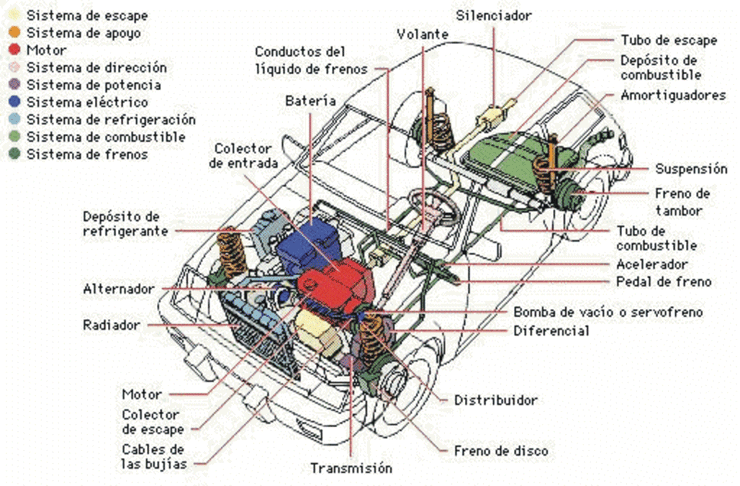 Sistema de escape
Sistema de apoyo
Motor
Sistema de dirección
Sistema de potencia
Sistema eléctrico
Sistema de refrigeración
Sistema de combustible
Sistema de frenos
Silenciador
Volante
Conductos del
líquido de frenos
Batería
Colector
de entrada
Depósito de
refrigerante
Alternador
Radiador
Motor
Colector
de escape
Cables de
las bujías
Transmisión
Tubo de escape
Depósito de
combustible
Amortiguadores
Suspensión
Freno de
tambor
Tubo de
combustible
Acelerador
Pedal de freno
Bomba de vacío o servofreno
Diferencial
Distribuidor
Freno de disco